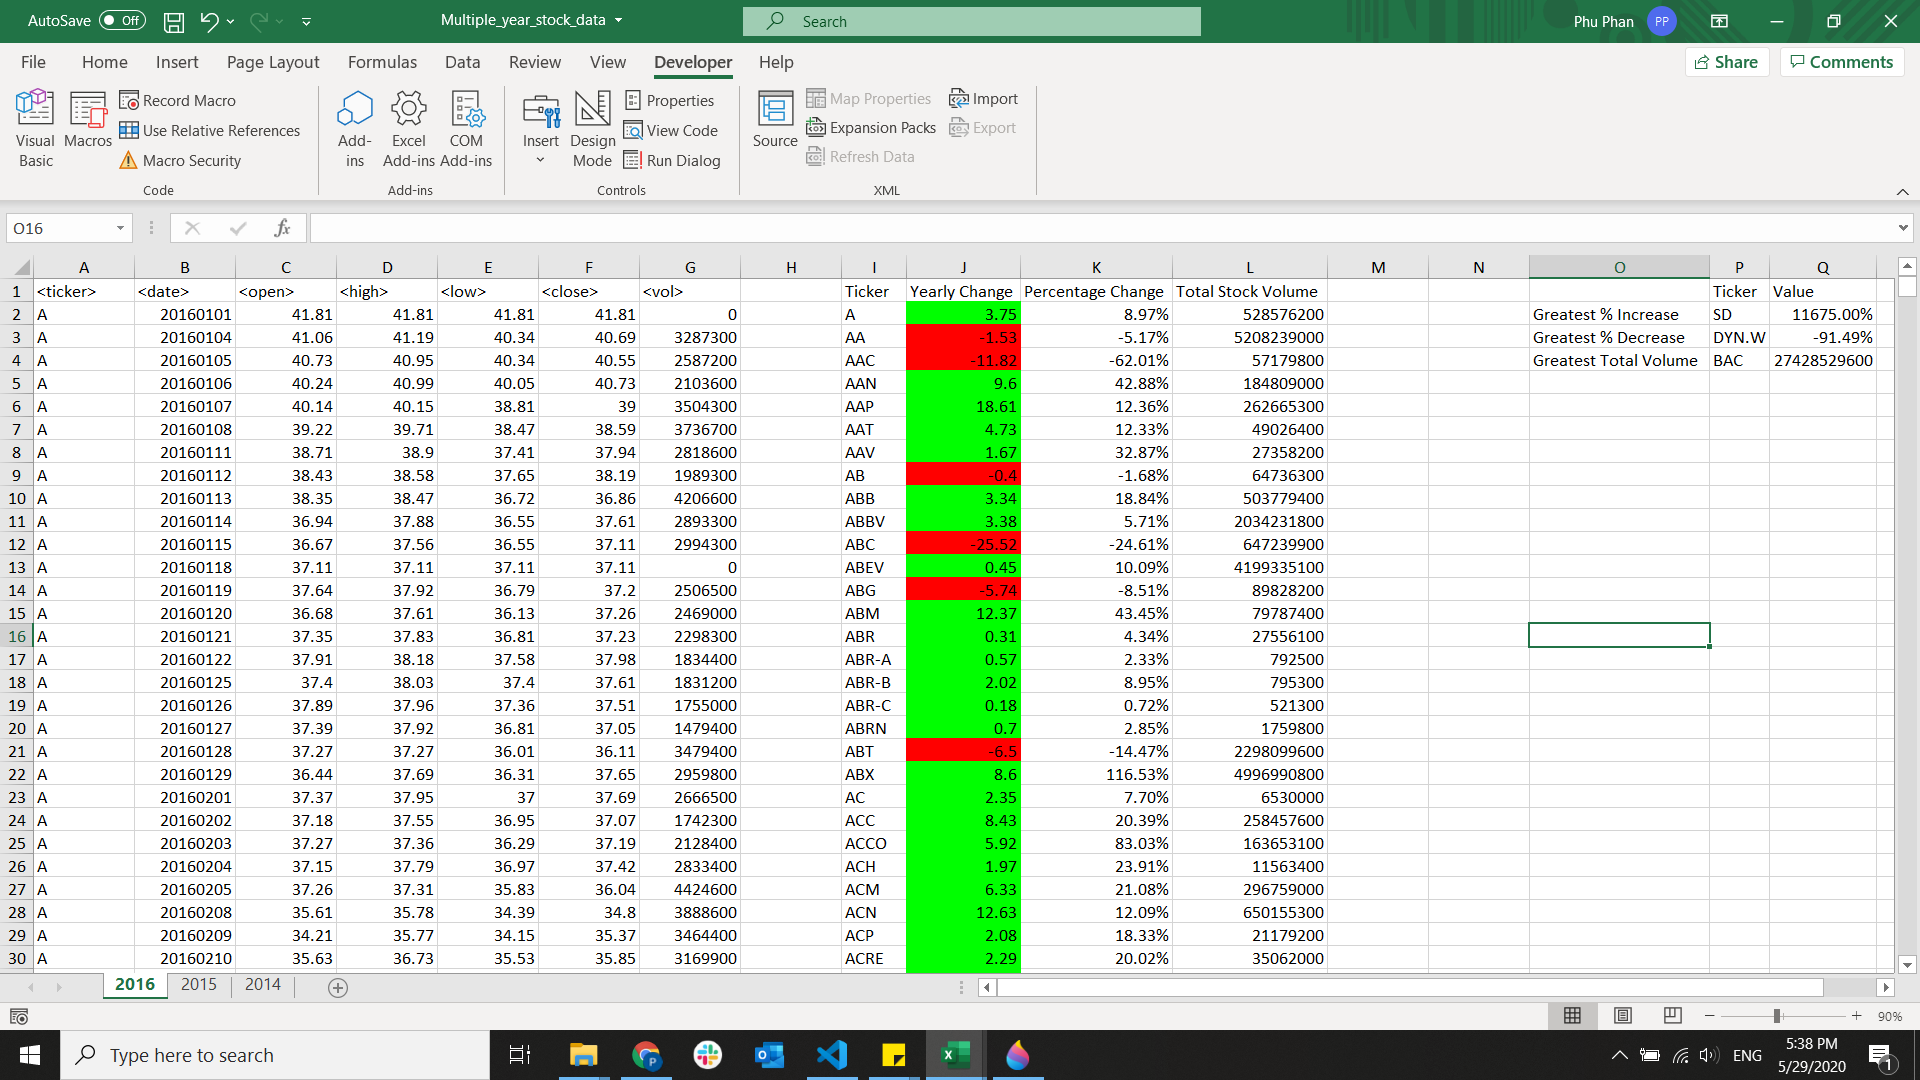 AutoSave Off Multiple_year_stock_data Search Phu Phan PP
File Home Insert Page Layout Formulas Data Review View Developer Help Share Comments
Visual Basic Macros Record Macro Use Relative References Macro Security Code
Add-ins Excel Add-ins COM Add-ins Add-ins
Insert Design Mode Properties View Code Run Dialog Controls
Source Map Properties Expansion Packs Refresh Data Import Export XML
O16 fx
A B C D E F G H I J K L M N O P Q
1 <ticker> <date> <open> <high> <low> <close> <vol> Ticker Yearly Change Percentage Change Total Stock Volume Ticker Value
2 A 20160101 41.81 41.81 41.81 41.81 0 A 3.75 8.97% 528576200 Greatest % Increase SD 11675.00%
3 A 20160104 41.06 41.19 40.34 40.69 3287300 AA -1.53 -5.17% 5208239000 Greatest % Decrease DYN.W -91.49%
4 A 20160105 40.73 40.95 40.34 40.55 2587200 AAC -11.82 -62.01% 57179800 Greatest Total Volume BAC 27428529600
5 A 20160106 40.24 40.99 40.05 40.73 2103600 AAN 9.6 42.88% 184809000
6 A 20160107 40.14 40.15 38.81 39 3504300 AAP 18.61 12.36% 262665300
7 A 20160108 39.22 39.71 38.47 38.59 3736700 AAT 4.73 12.33% 49026400
8 A 20160111 38.71 38.9 37.41 37.94 2818600 AAV 1.67 32.87% 27358200
9 A 20160112 38.43 38.58 37.65 38.19 1989300 AB -0.4 -1.68% 64736300
10 A 20160113 38.35 38.47 36.72 36.86 4206600 ABB 3.34 18.84% 503779400
11 A 20160114 36.94 37.88 36.55 37.61 2893300 ABBV 3.38 5.71% 2034231800
12 A 20160115 36.67 37.56 36.55 37.11 2994300 ABC -25.52 -24.61% 647239900
13 A 20160118 37.11 37.11 37.11 37.11 0 ABEV 0.45 10.09% 4199335100
14 A 20160119 37.64 37.92 36.79 37.2 2506500 ABG -5.74 -8.51% 89828200
15 A 20160120 36.68 37.61 36.13 37.26 2469000 ABM 12.37 43.45% 79787400
16 A 20160121 37.35 37.83 36.81 37.23 2298300 ABR 0.31 4.34% 27556100
17 A 20160122 37.91 38.18 37.58 37.98 1834400 ABR-A 0.57 2.33% 792500
18 A 20160125 37.4 38.03 37.4 37.61 1831200 ABR-B 2.02 8.95% 795300
19 A 20160126 37.89 37.96 37.36 37.51 1755000 ABR-C 0.18 0.72% 521300
20 A 20160127 37.39 37.92 36.81 37.05 1479400 ABRN 0.7 2.85% 1759800
21 A 20160128 37.27 37.27 36.01 36.11 3479400 ABT -6.5 -14.47% 2298099600
22 A 20160129 36.44 37.69 36.31 37.65 2959800 ABX 8.6 116.53% 4996990800
23 A 20160201 37.37 37.95 37 37.69 2666500 AC 2.35 7.70% 6530000
24 A 20160202 37.18 37.55 36.95 37.07 1742300 ACC 8.43 20.39% 258457600
25 A 20160203 37.27 37.36 36.29 37.19 2128400 ACCO 5.92 83.03% 163653100
26 A 20160204 37.15 37.79 36.97 37.42 2833400 ACH 1.97 23.91% 11563400
27 A 20160205 37.26 37.31 35.83 36.04 4424600 ACM 6.33 21.08% 296759000
28 A 20160208 35.61 35.78 34.39 34.8 3888600 ACN 12.63 12.09% 650155300
29 A 20160209 34.21 35.77 34.15 35.37 3464400 ACP 2.08 18.33% 21179200
30 A 20160210 35.63 36.73 35.53 35.85 3169900 ACRE 2.29 20.02% 35062000
2016 2015 2014
90%
Type here to search ENG 5:38 PM
5/29/2020 1